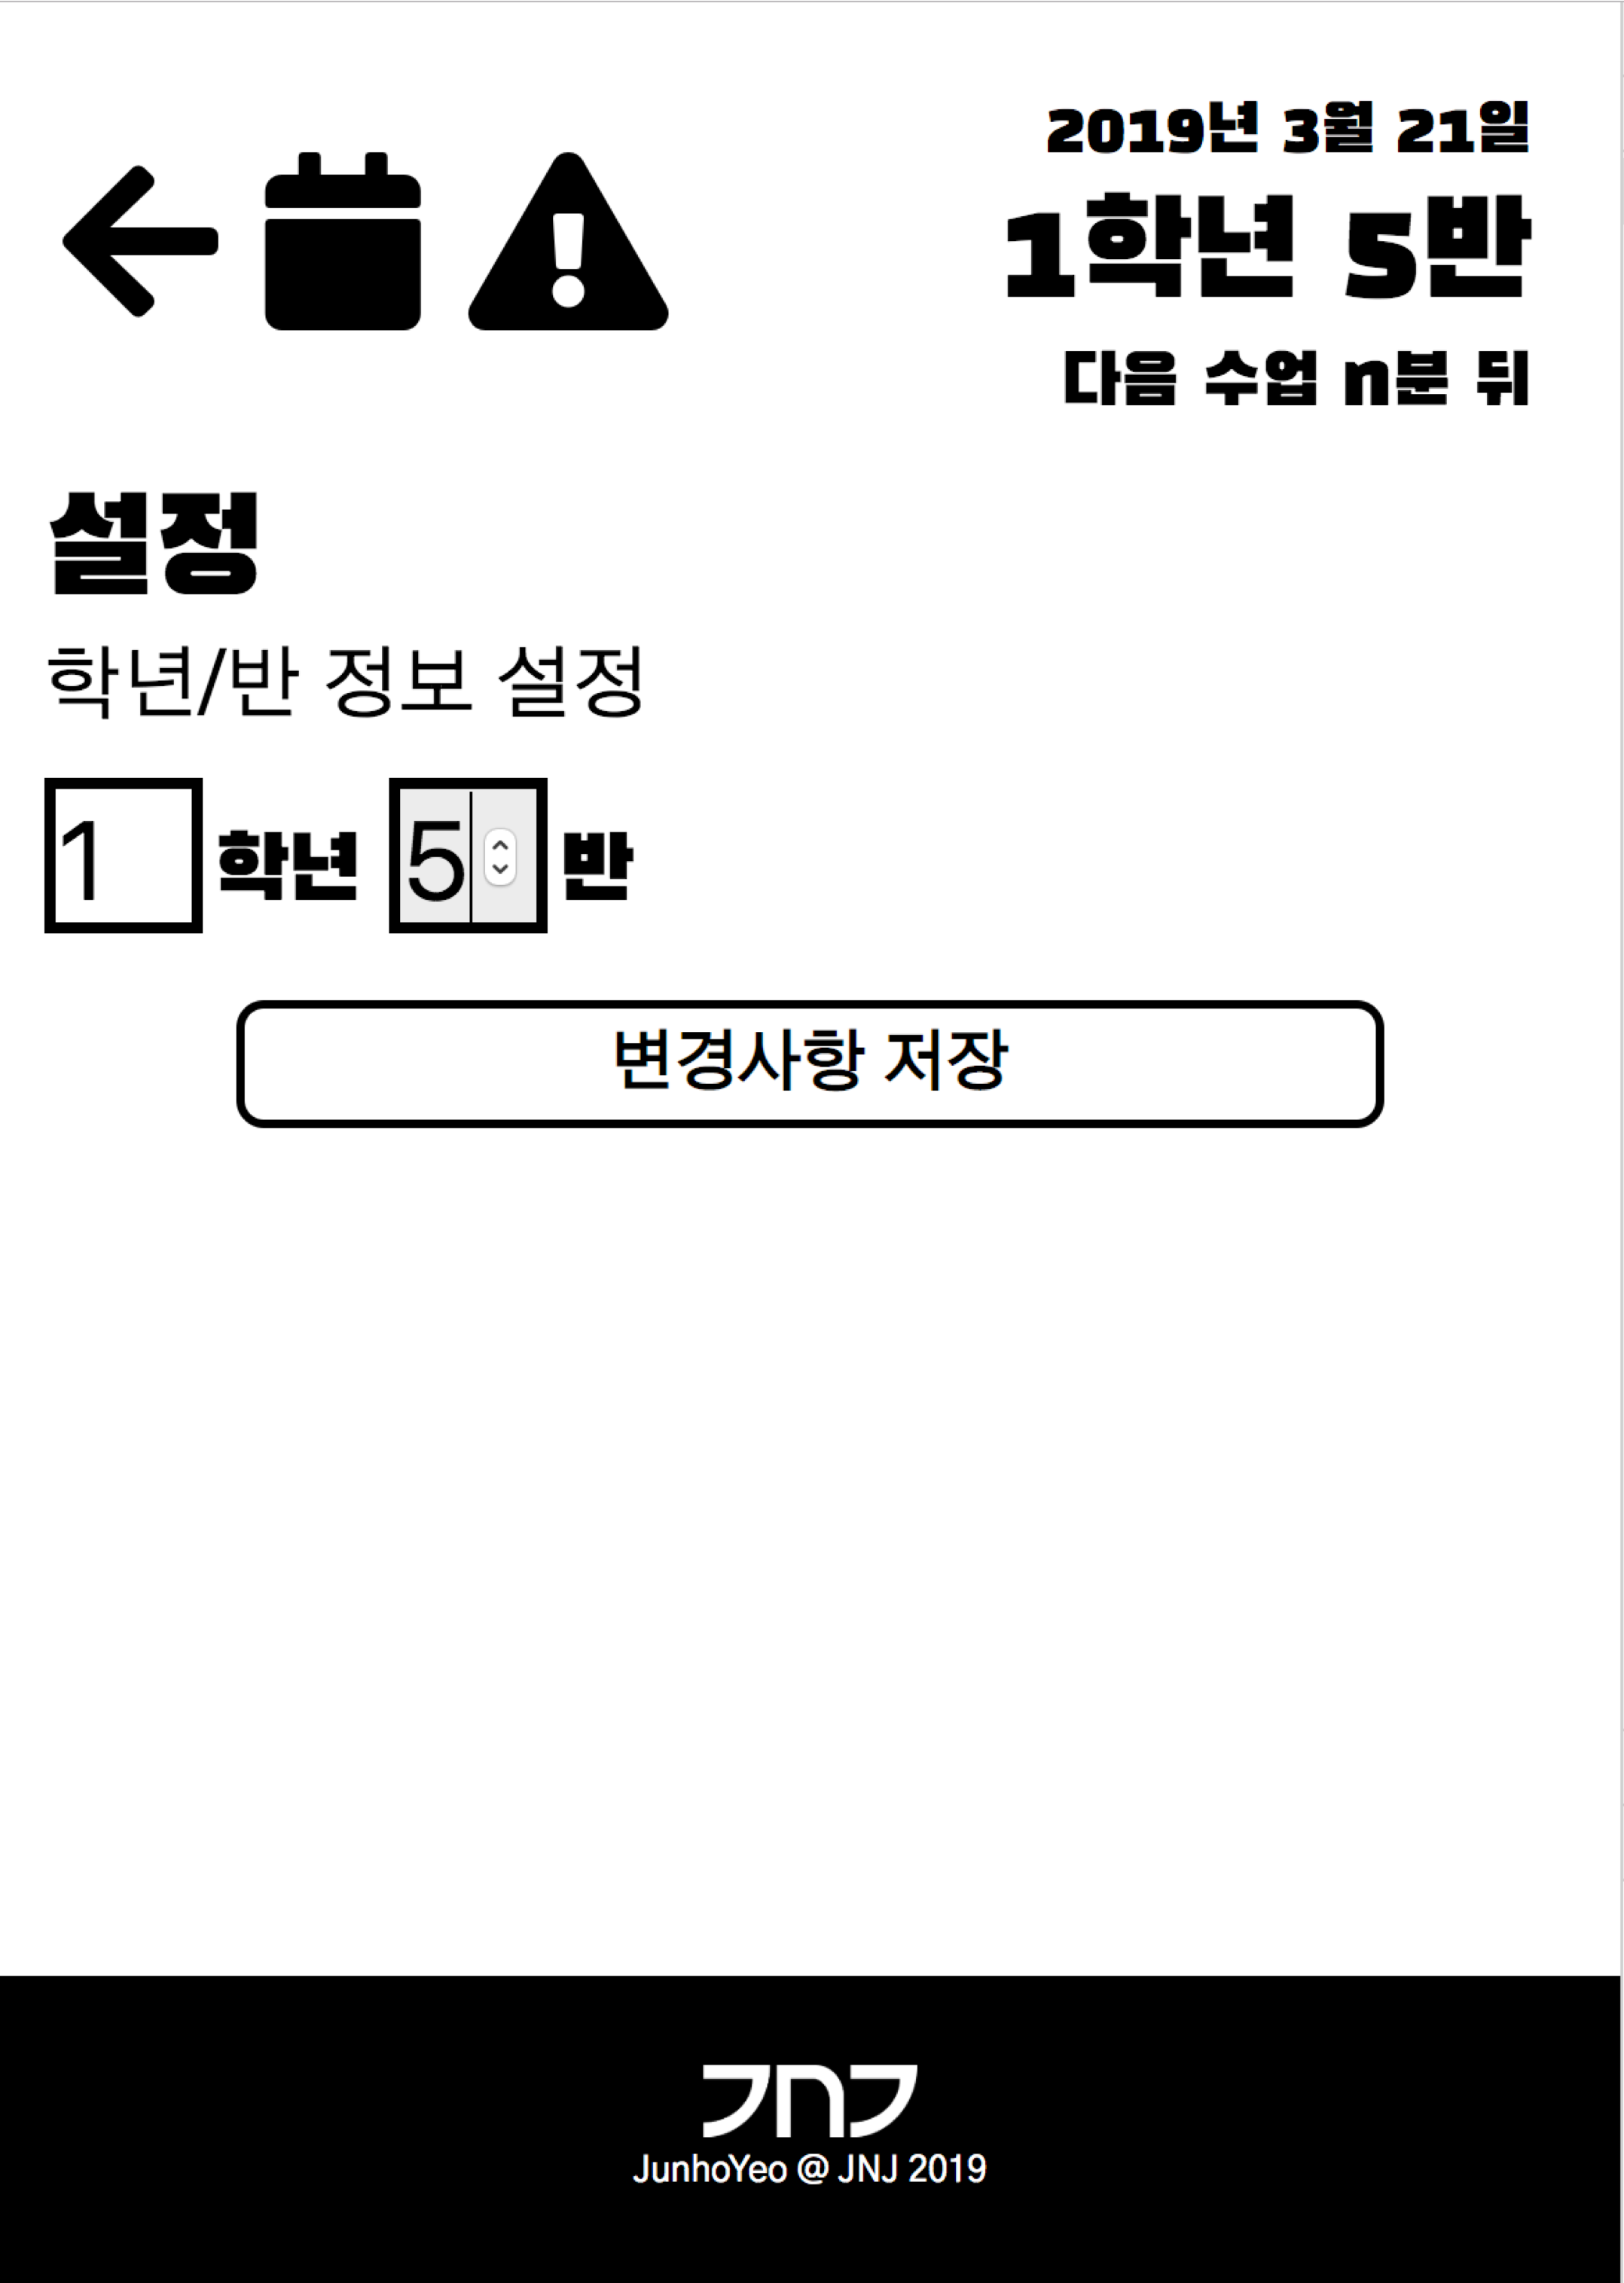 2019년 3월 21일
1학년 5반
다음 수업 n분 뒤
설정
학년/반 정보 설정
1 학년 5 반
변경사항 저장
JNJ
JunhoYeo @ JNJ 2019